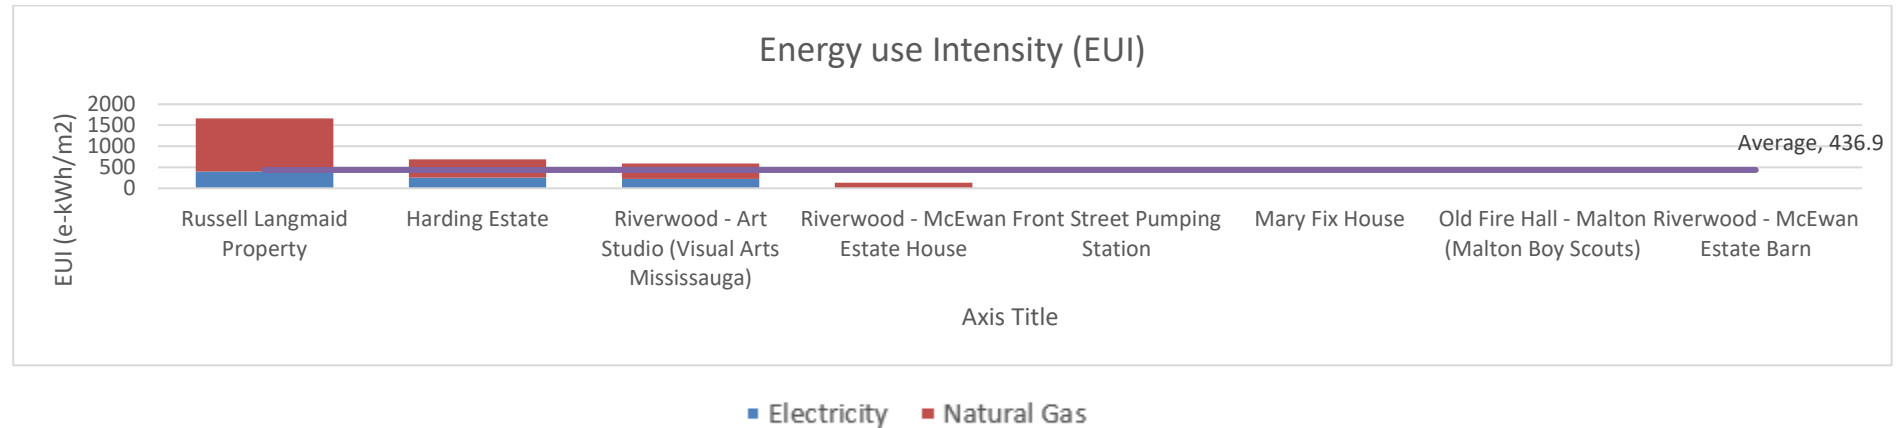 Energy use Intensity (EUI)
EUI (e-kWh/m2)
2000
1500
1000
500
0
Average, 436.9
Russell Langmaid
Property
Harding Estate
Riverwood - Art
Studio (Visual Arts
Mississauga)
Riverwood - McEwan
Estate House
Front Street Pumping
Station
Mary Fix House
Old Fire Hall - Malton
(Malton Boy Scouts)
Riverwood - McEwan
Estate Barn
Axis Title
Electricity
Natural Gas